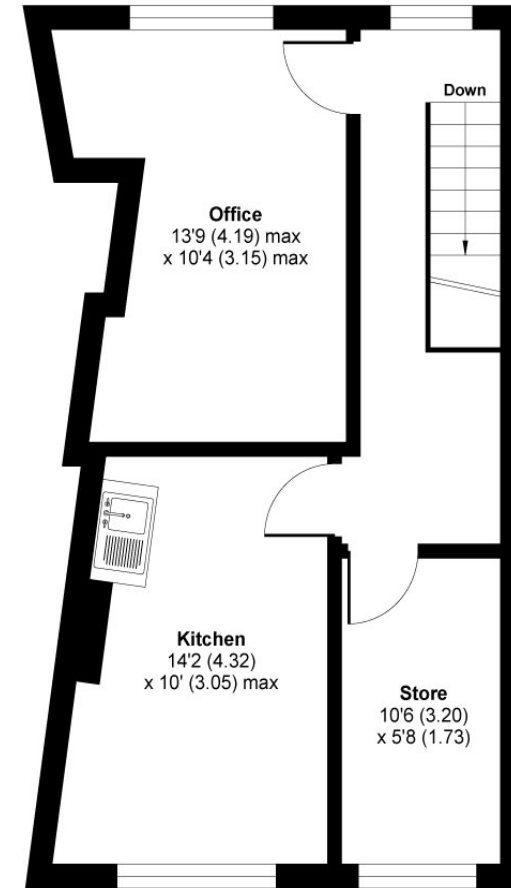 Down
Office
13'9 (4.19) max
x 10'4 (3.15) max
Kitchen
14'2 (4.32)
x 10' (3.05) max
Store
10'6 (3.20)
x 5'8 (1.73)